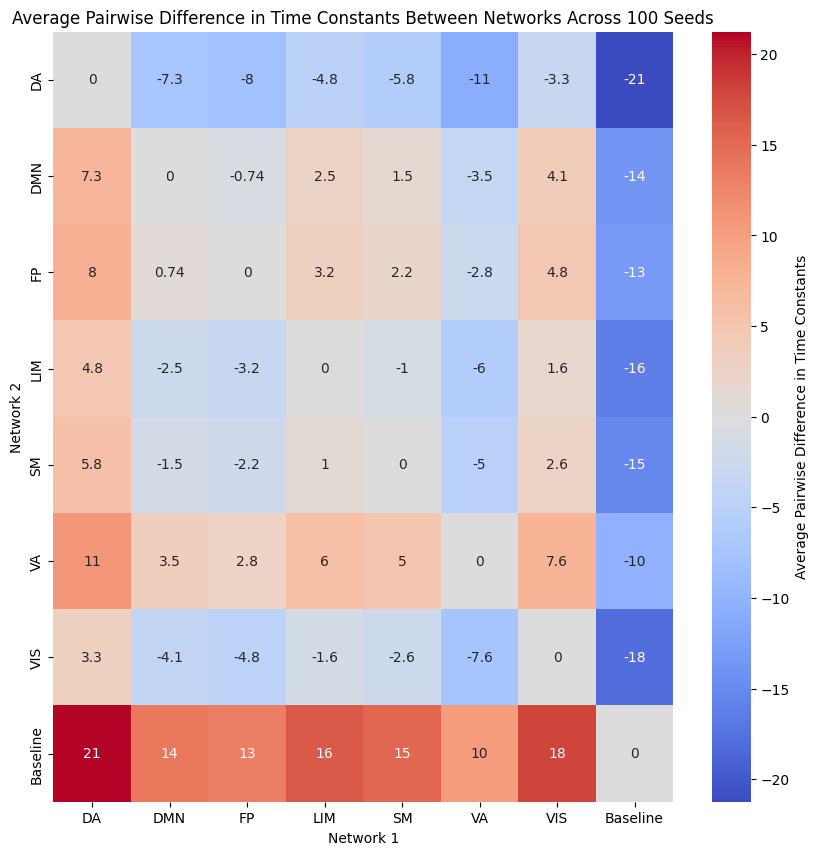 Average Pairwise Difference in Time Constants Between Networks Across 100 Seeds
DA 0 -7.3 -8 -4.8 -5.8 -11 -3.3 -21
DMN 7.3 0 -0.74 2.5 1.5 -3.5 4.1 -14
FP 8 0.74 0 3.2 2.2 -2.8 4.8 -13
LIM 4.8 -2.5 -3.2 0 -1 -6 1.6 -16
SM 5.8 -1.5 -2.2 1 0 -5 2.6 -15
VA 11 3.5 2.8 6 5 0 7.6 -10
VIS 3.3 -4.1 -4.8 -1.6 -2.6 -7.6 0 -18
Baseline 21 14 13 16 15 10 18 0
DA DMN FP LIM SM VA VIS Baseline
Network 1
Network 2
20
15
10
5
0
−5
−10
−15
−20
Average Pairwise Difference in Time Constants